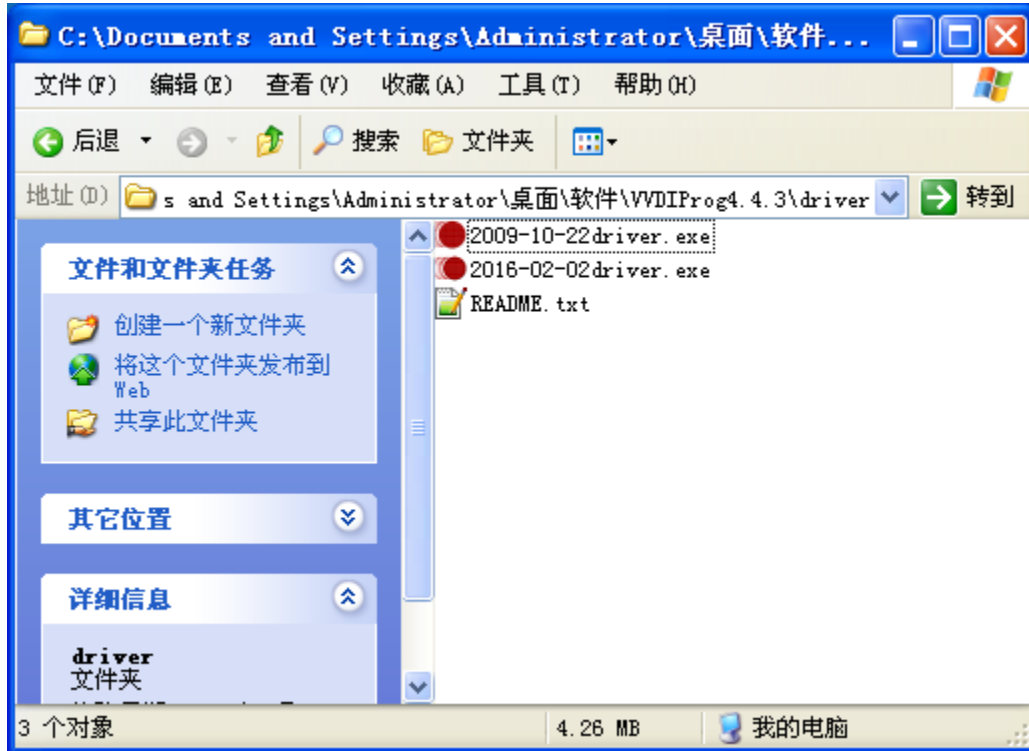 C:\Documents and Settings\Administrator\桌面\软件...
文件(F) 编辑(E) 查看(V) 收藏(A) 工具(T) 帮助(H)
后退 搜索 文件夹
地址(D) s and Settings\Administrator\桌面\软件\VVDIProg4.4.3\driver 转到
文件和文件夹任务
创建一个新文件夹
将这个文件夹发布到
Web
共享此文件夹
其它位置
详细信息
driver
文件夹
2009-10-22driver.exe
2016-02-02driver.exe
README.txt
3 个对象 4.26 MB 我的电脑